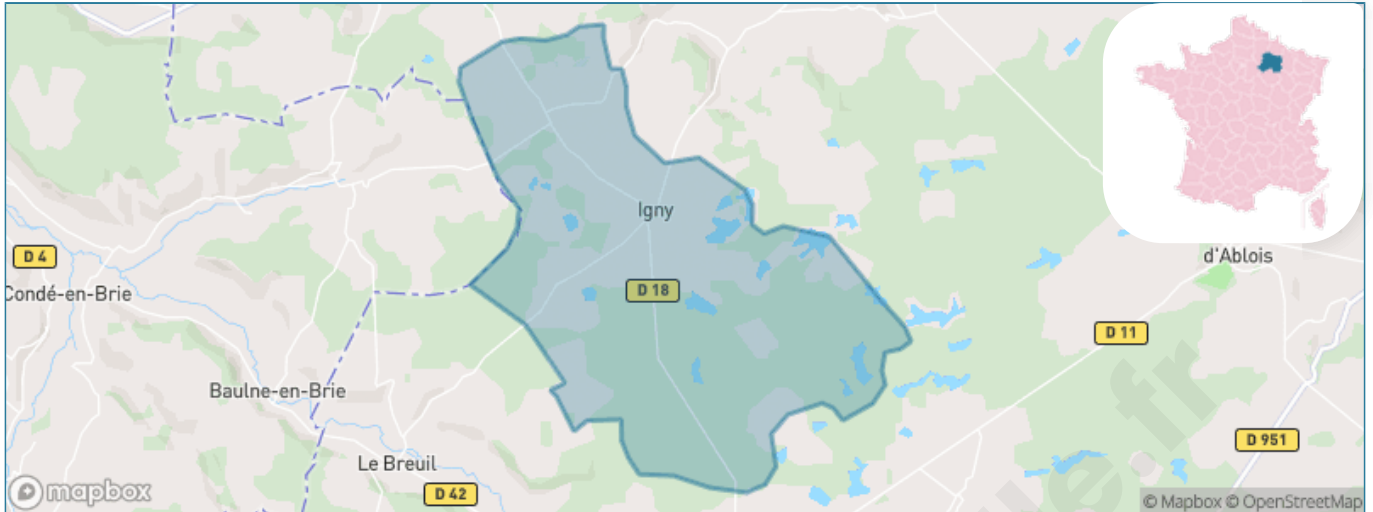 Igny
d'Ablois
D 4
Condé-en-Brie
D 18
D 11
Baulne-en-Brie
D 951
Le Breuil
D 42
mapbox
© Mapbox © OpenStreetMap